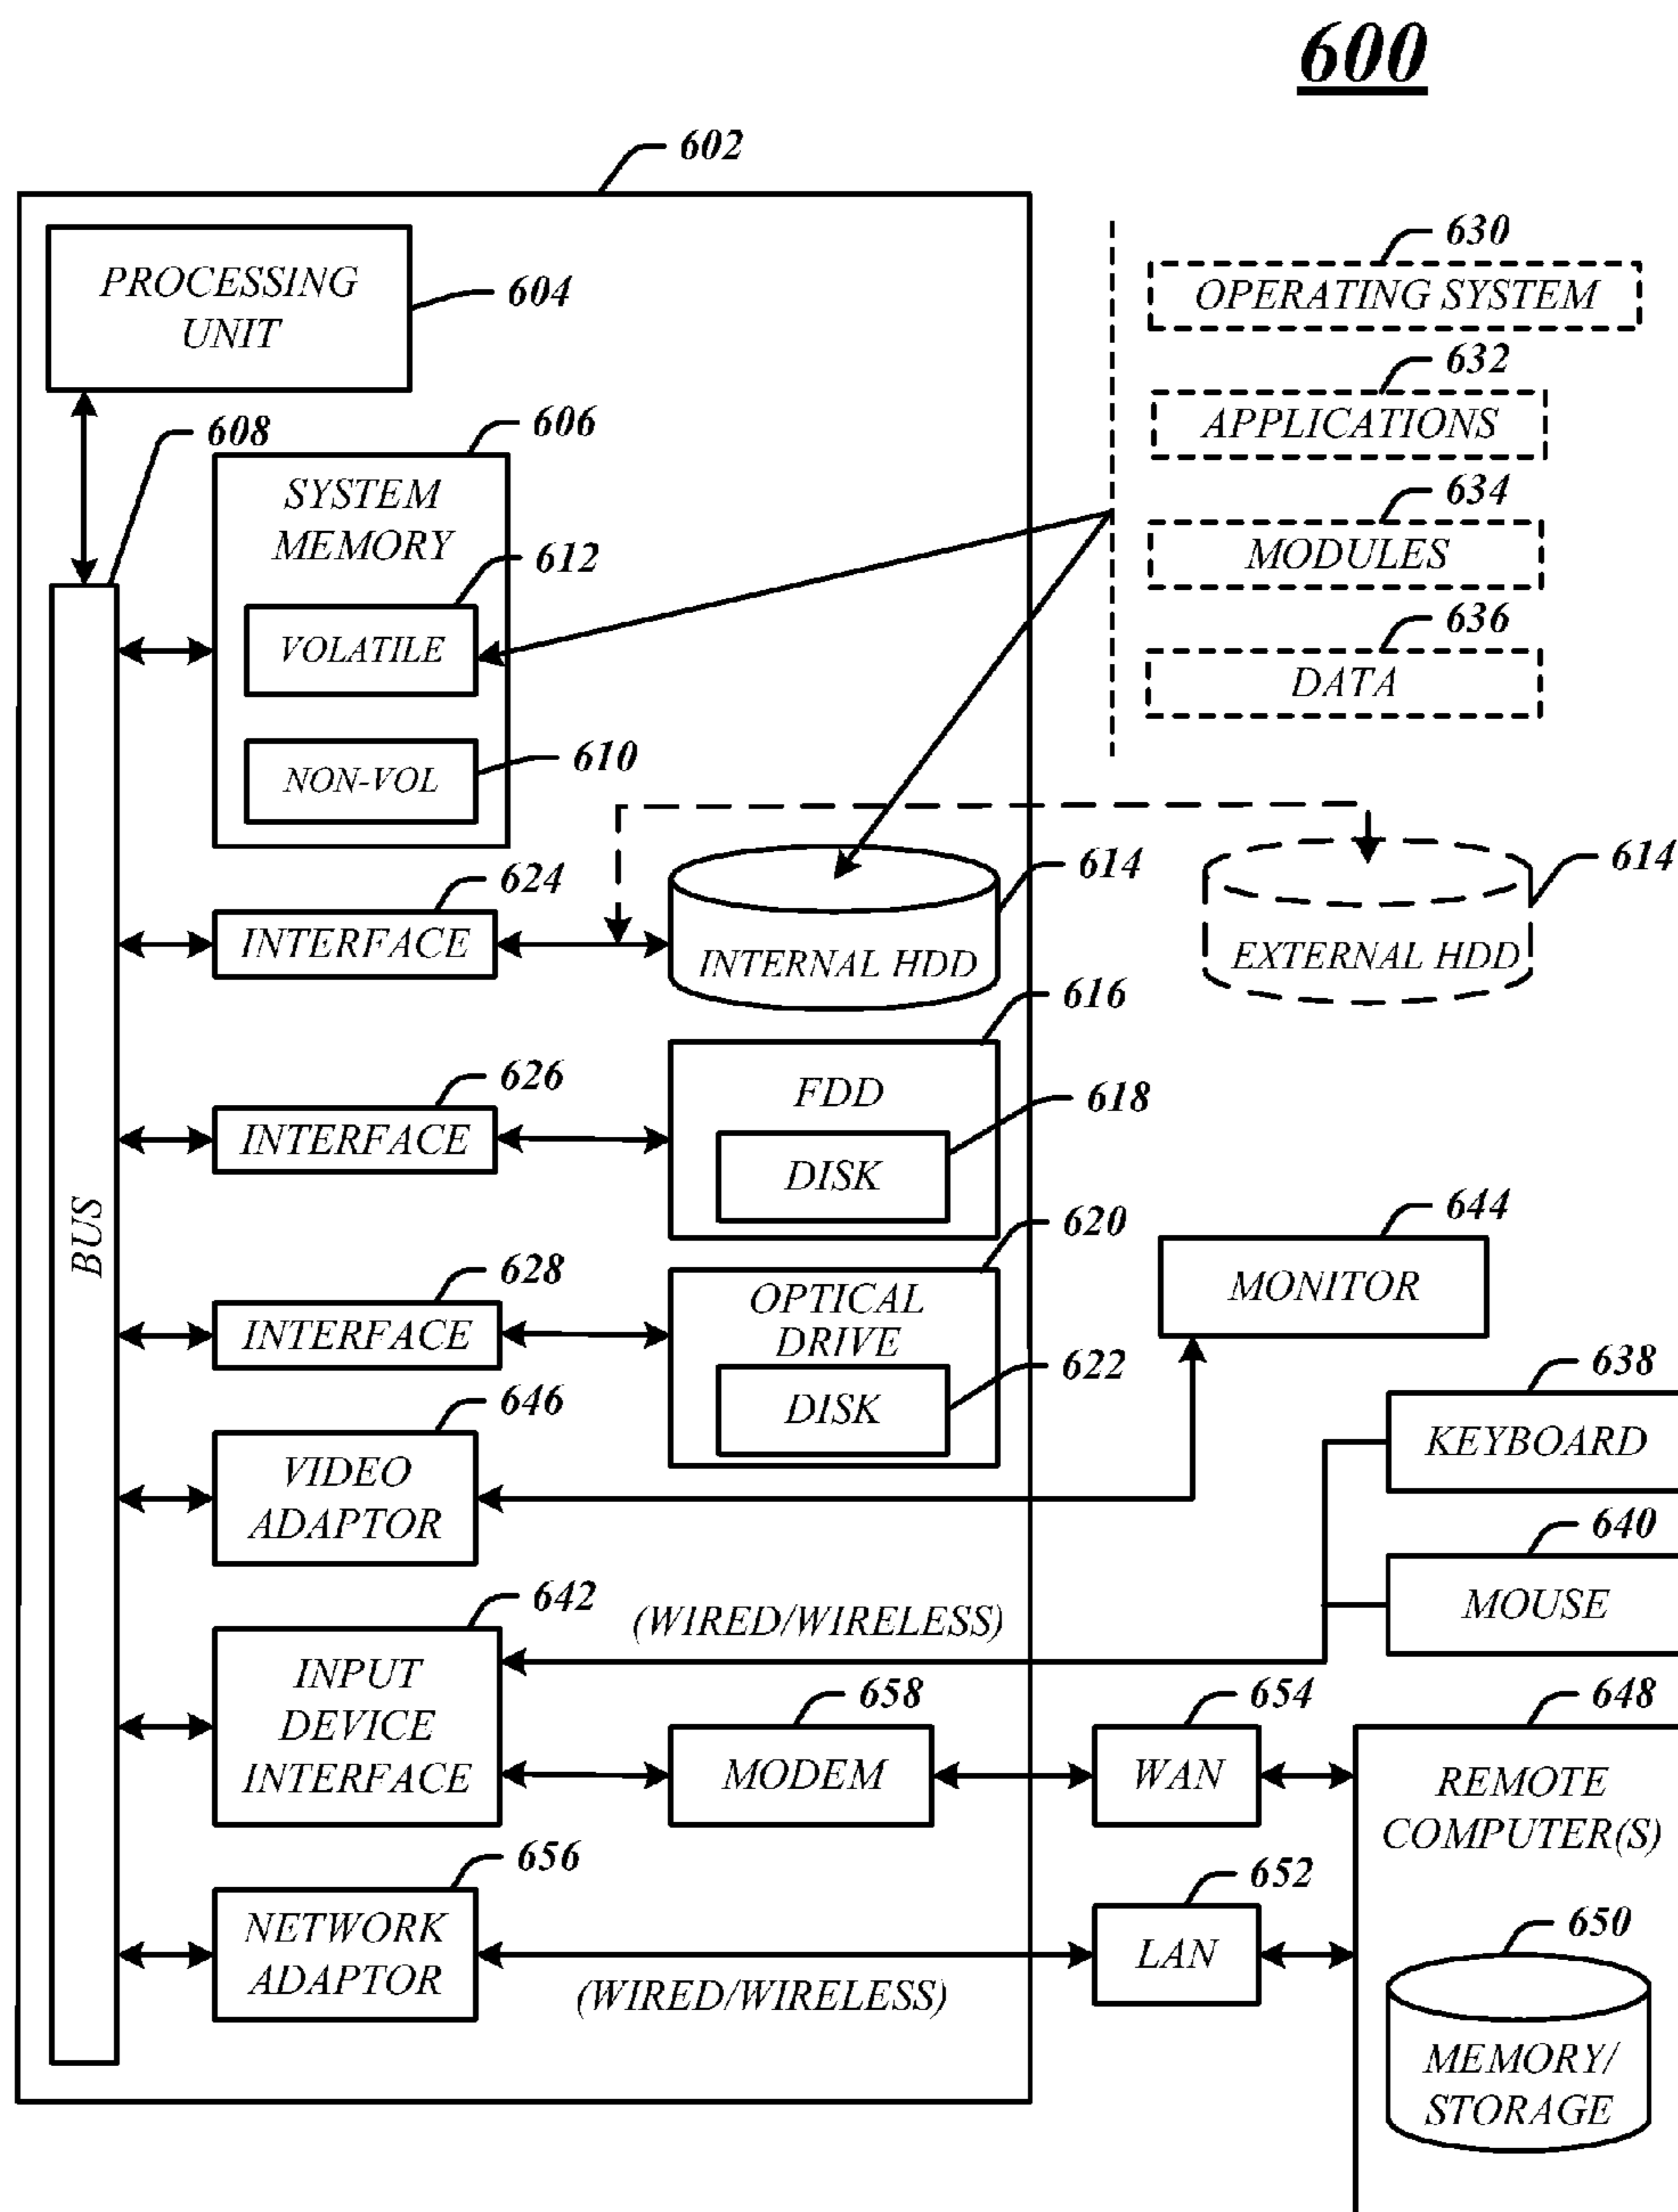 600
602
PROCESSING
UNIT
604
630
OPERATING SYSTEM
632
APPLICATIONS
634
MODULES
636
DATA
608
606
SYSTEM
MEMORY
612
VOLATILE
610
NON-VOL
BUS
624
INTERFACE
614
INTERNAL HDD
614
EXTERNAL HDD
626
INTERFACE
616
FDD
618
DISK
628
INTERFACE
620
OPTICAL
DRIVE
622
DISK
644
MONITOR
646
VIDEO
ADAPTOR
638
KEYBOARD
640
MOUSE
642
INPUT
DEVICE
INTERFACE
(WIRED/WIRELESS)
658
MODEM
654
WAN
648
REMOTE
COMPUTER(S)
656
NETWORK
ADAPTOR
(WIRED/WIRELESS)
652
LAN
650
MEMORY/
STORAGE